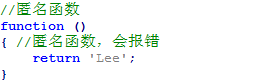 //匿名函数
function ()
{ //匿名函数，会报错
    return 'Lee';
}